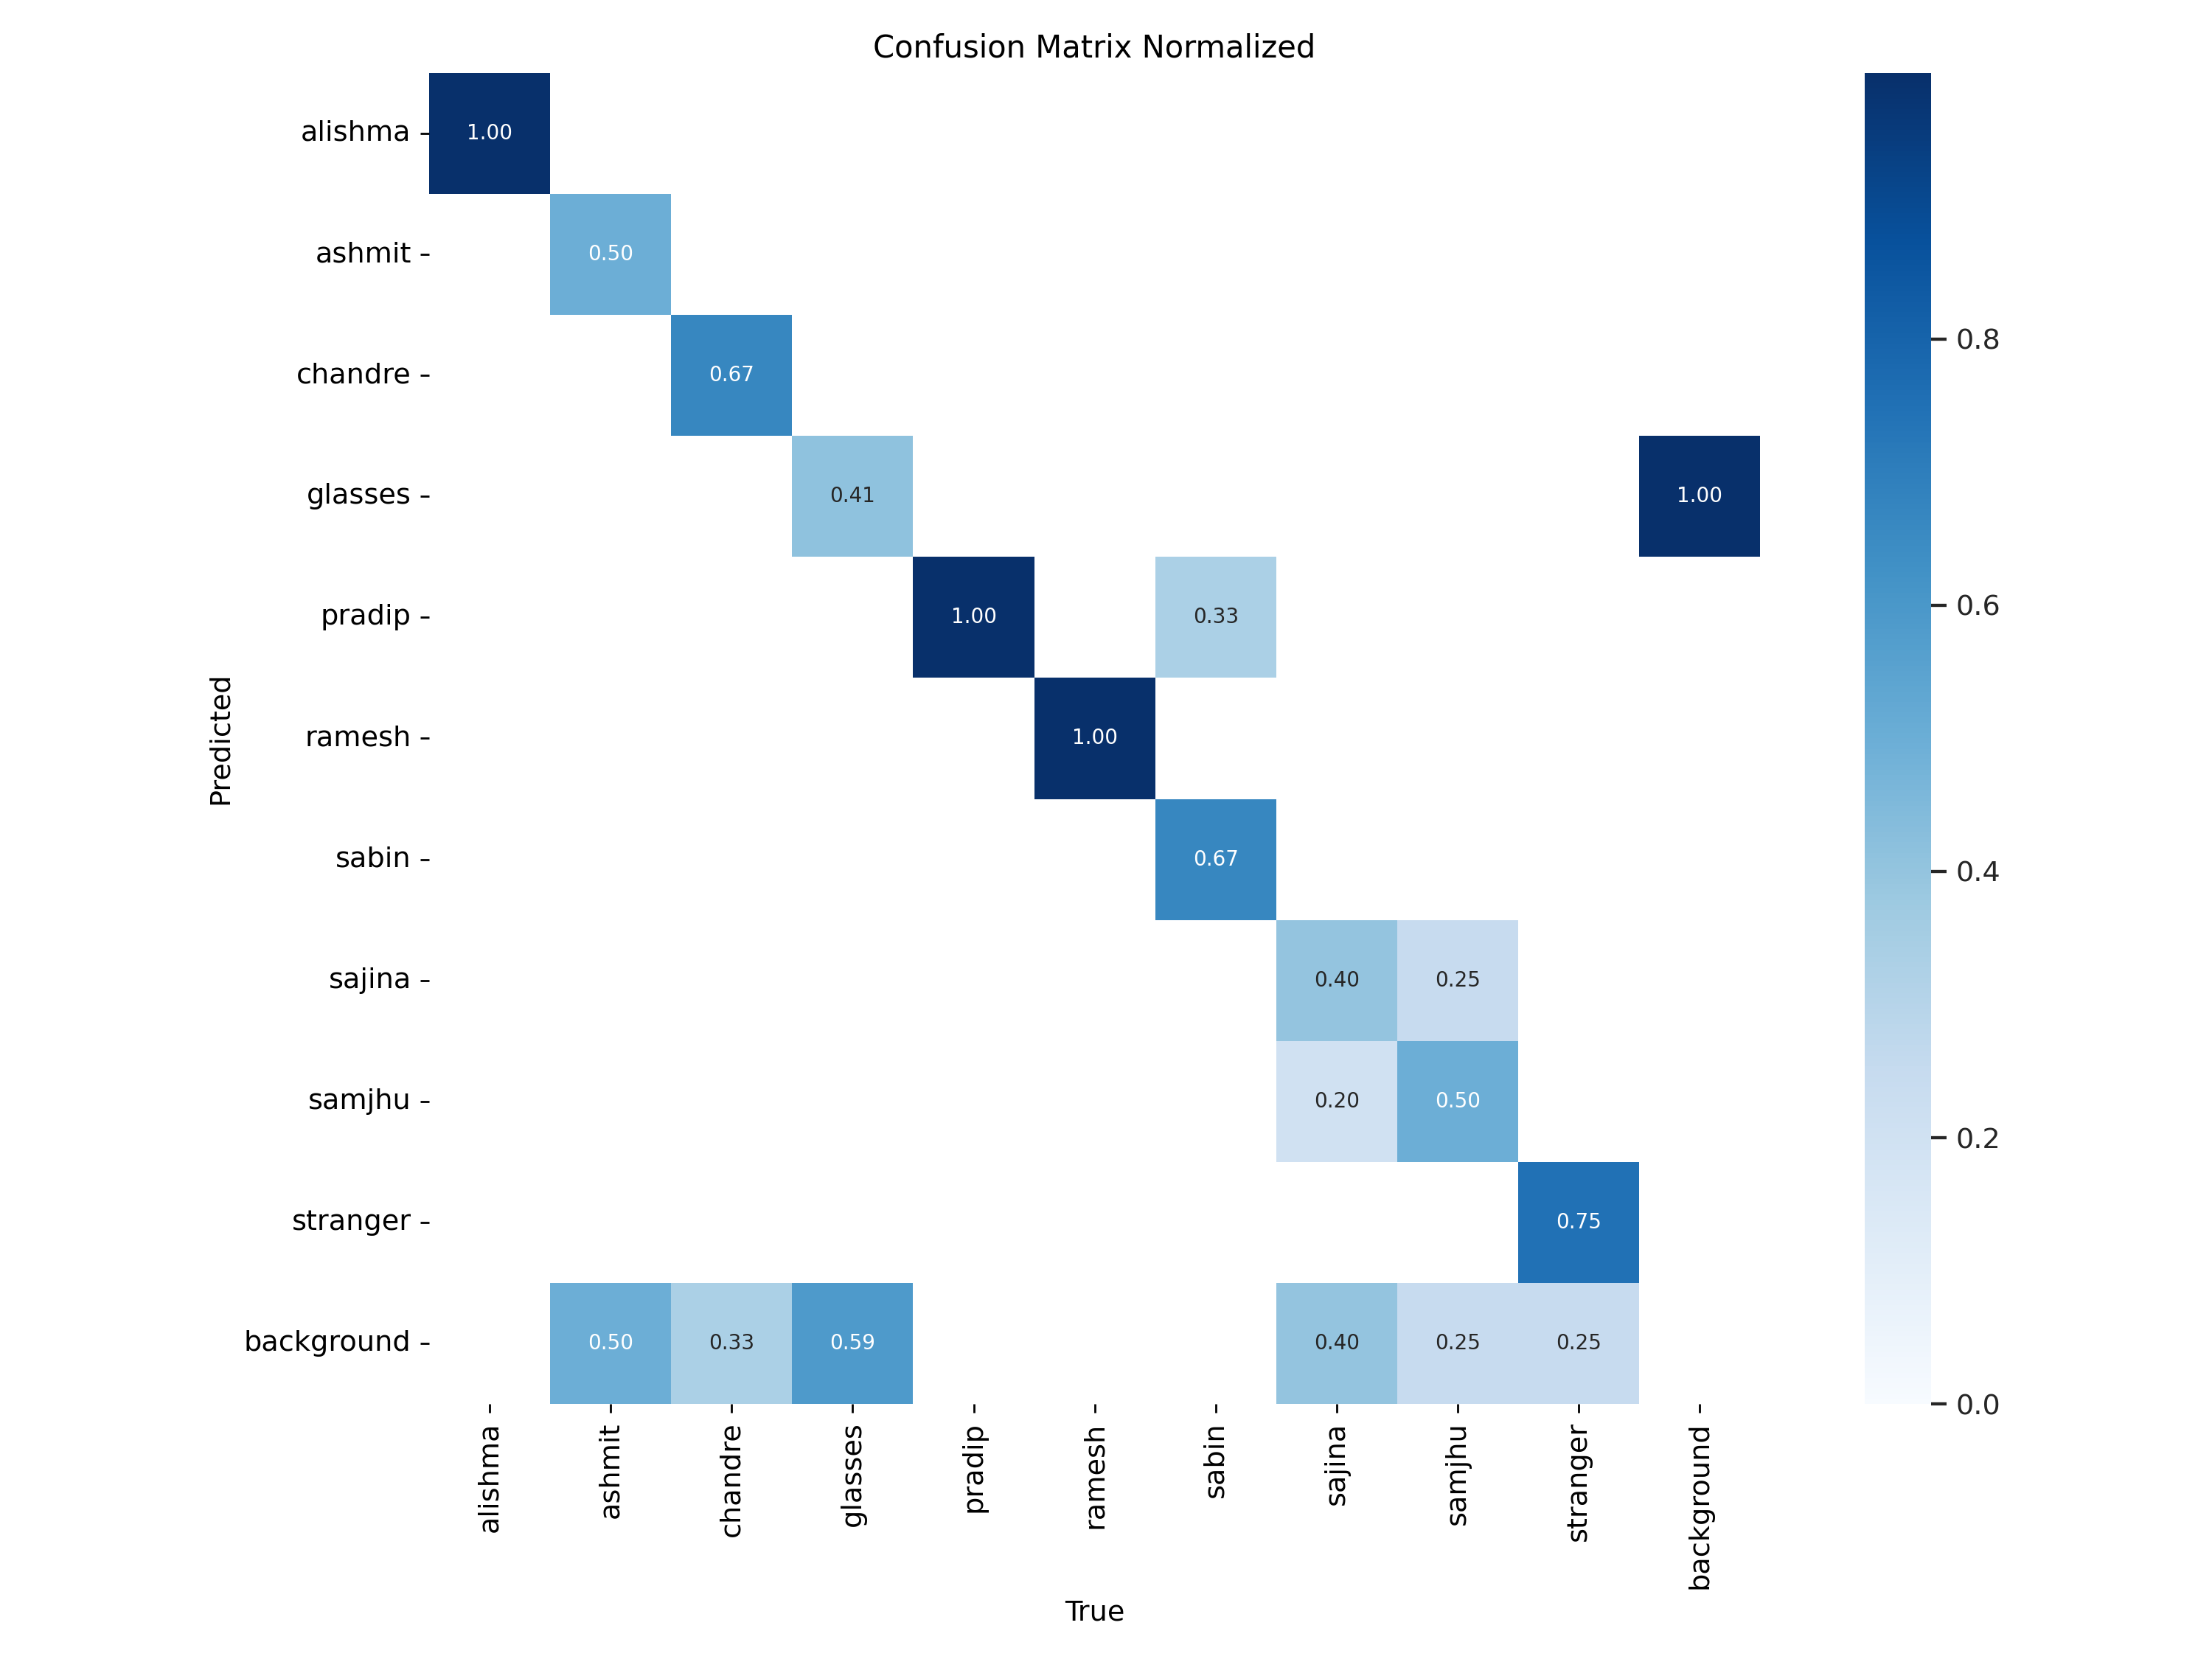 Confusion Matrix Normalized
alishma
1.00
ashmit
0.50
chandre
0.67
0.8
glasses
0.41
1.00
pradip
1.00
0.33
0.6
Predicted
ramesh
1.00
sabin
0.67
0.4
sajina
0.40
0.25
samjhu
0.20
0.50
0.2
stranger
0.75
background
0.50
0.33
0.59
0.40
0.25
0.25
0.0
alishma
ashmit
chandre
glasses
pradip
ramesh
sabin
sajina
samjhu
stranger
background
True